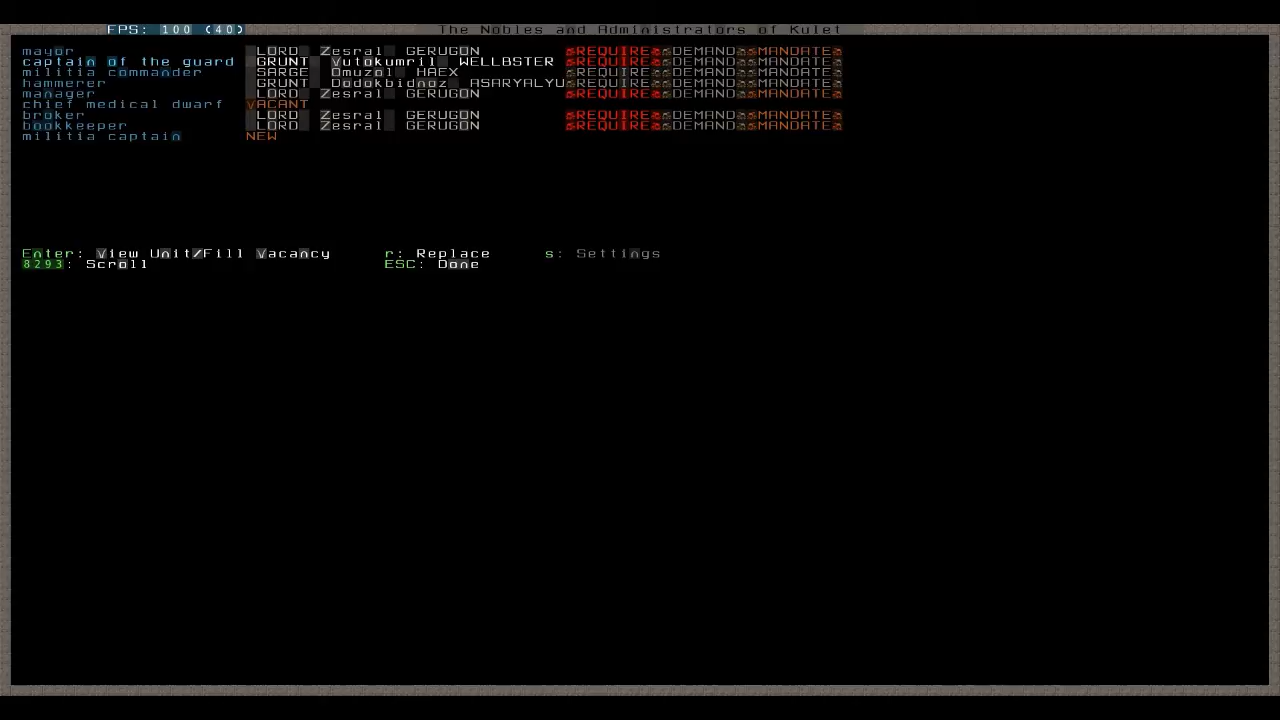 FPS: 100 (40) The Nobles and Administrators of Kulet
mayor LORD Zesral GERUGON REQUIRE DEMAND MANDATE
captain of the guard GRUNT Vutokumril WELLBSTER REQUIRE DEMAND MANDATE
militia commander SARGE Omuzol HAEX REQUIRE DEMAND MANDATE
hammerer GRUNT Dodokbidnoz ASARYALYU REQUIRE DEMAND MANDATE
manager LORD Zesral GERUGON REQUIRE DEMAND MANDATE
chief medical dwarf VACANT
broker LORD Zesral GERUGON REQUIRE DEMAND MANDATE
bookkeeper LORD Zesral GERUGON REQUIRE DEMAND MANDATE
militia captain NEW
Enter: View Unit/Fill Vacancy r: Replace s: Settings
8293: Scroll ESC: Done